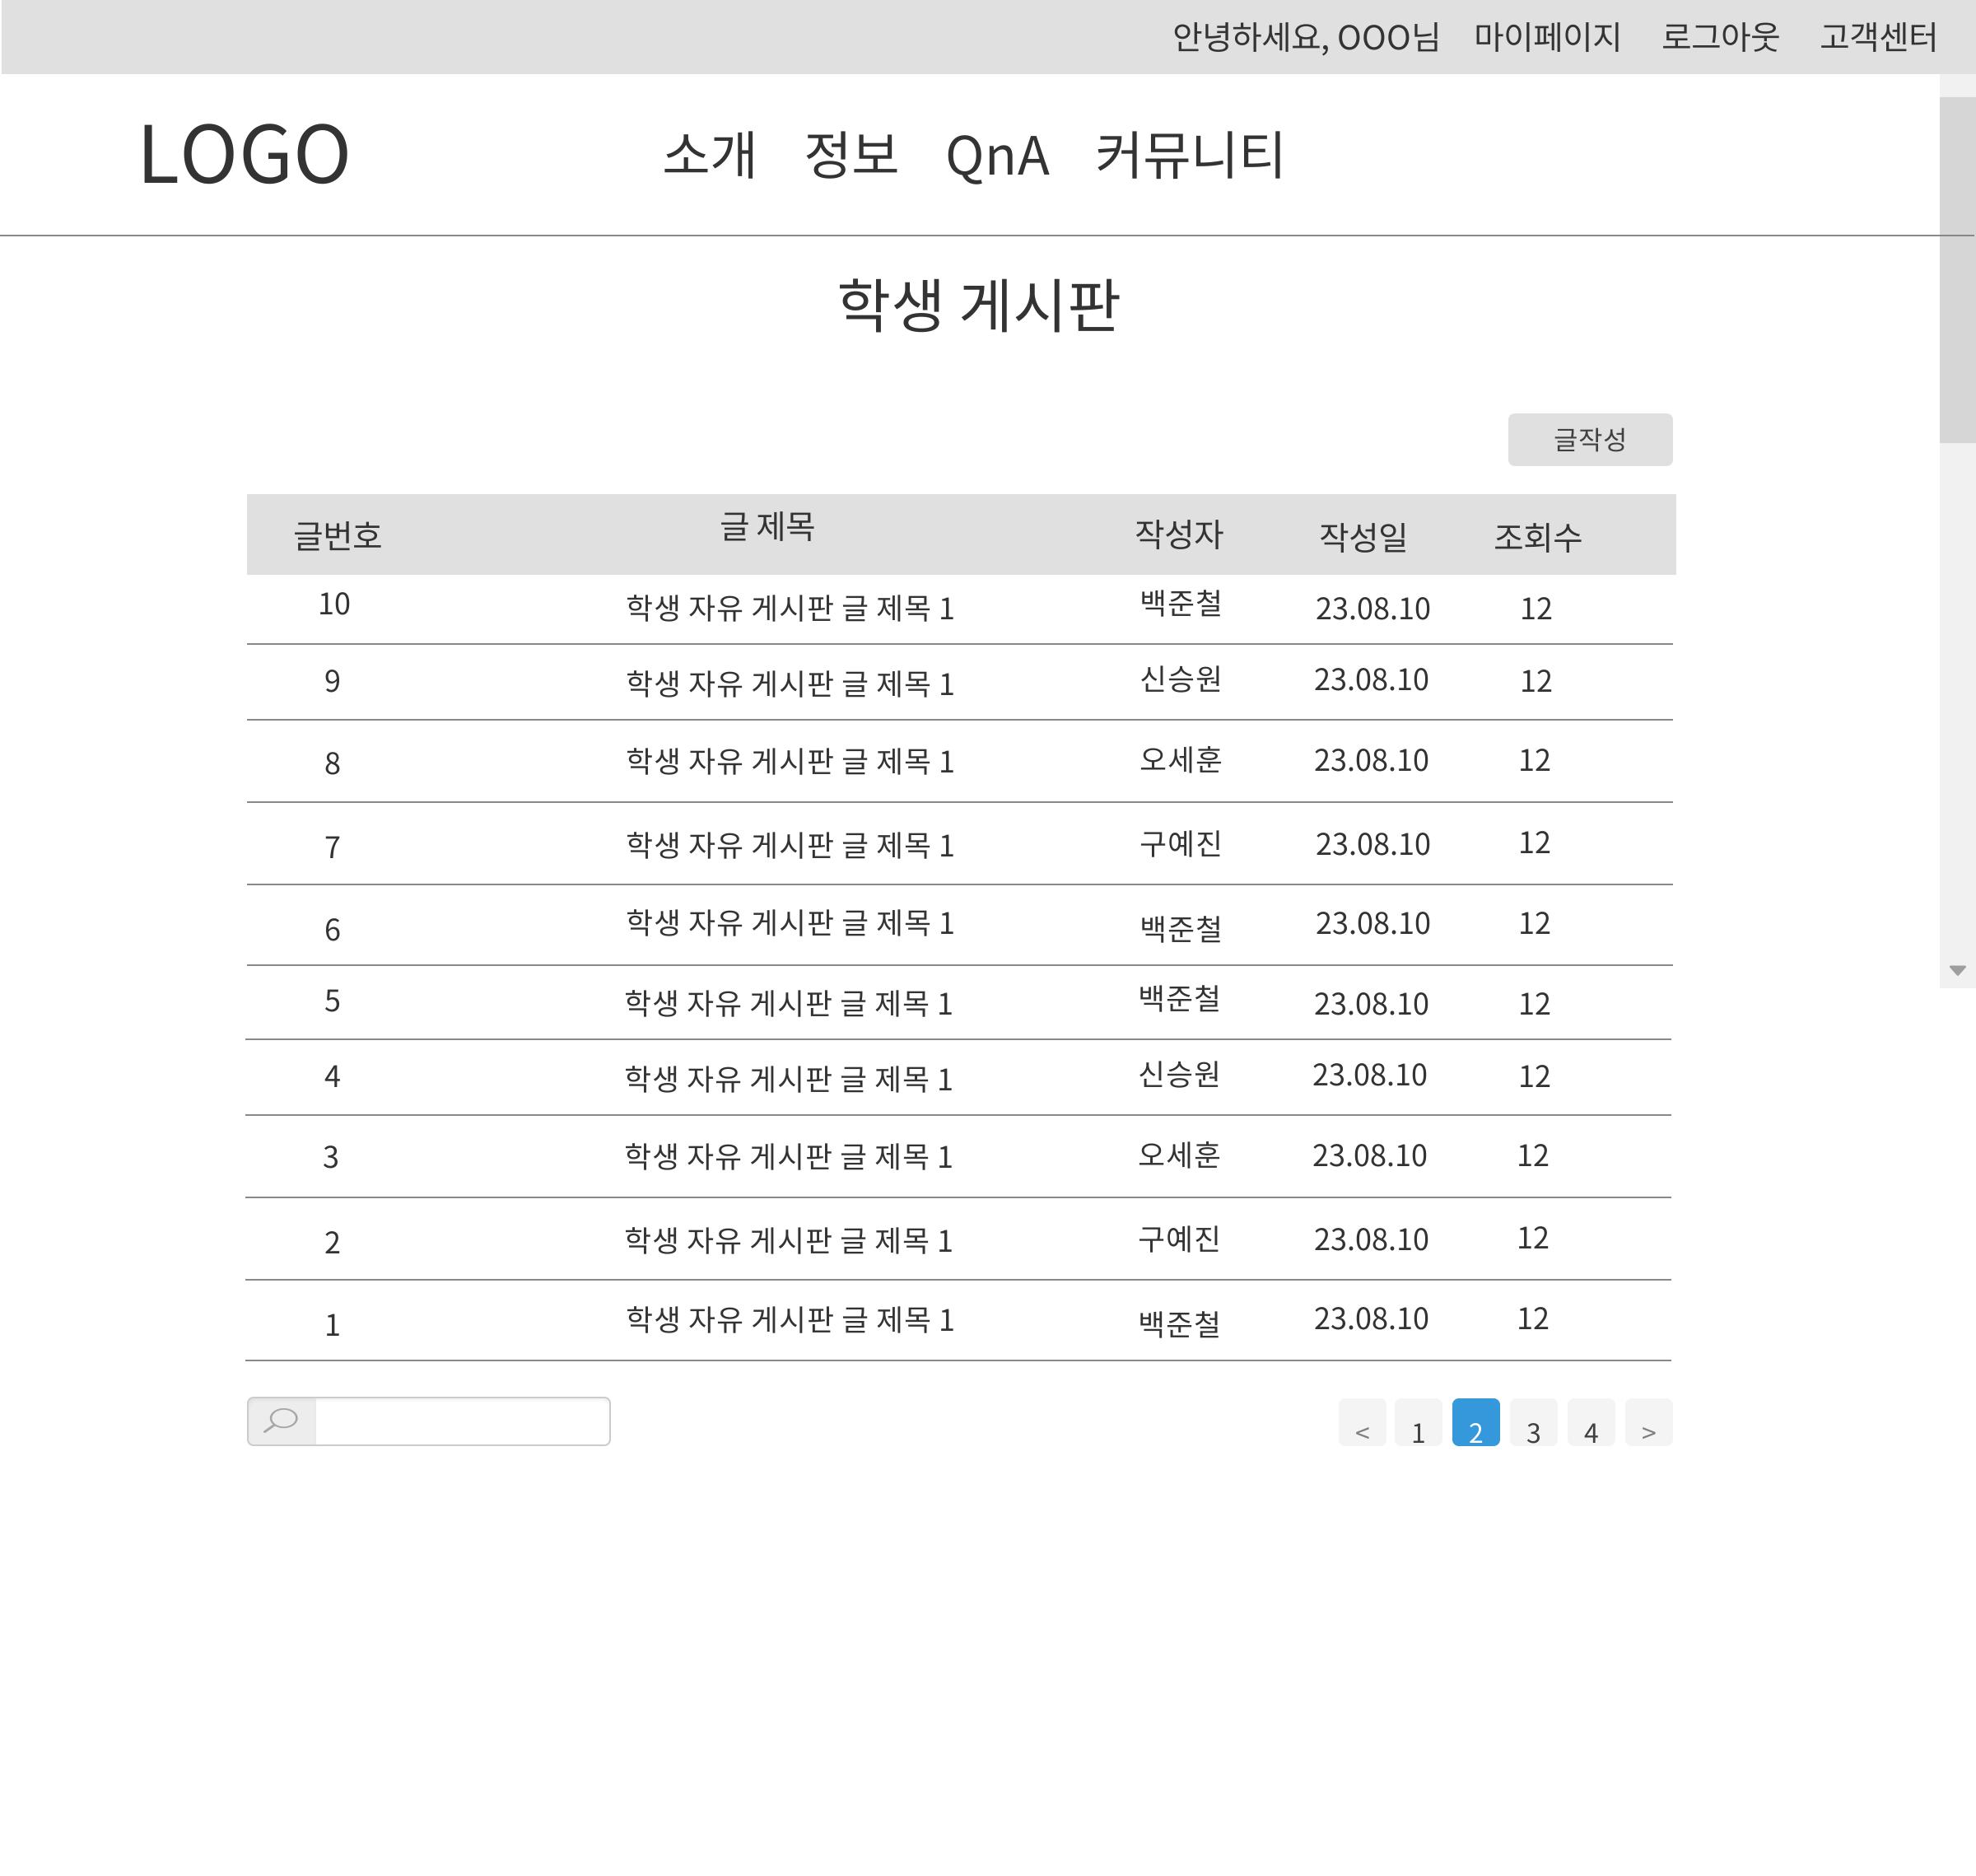 안녕하세요, OOO님 마이페이지 로그아웃 고객센터
LOGO 소개 정보 QnA 커뮤니티
학생 게시판
글작성
글번호 글 제목 작성자 작성일 조회수
10 학생 자유 게시판 글 제목 1 백준철 23.08.10 12
9 학생 자유 게시판 글 제목 1 신승원 23.08.10 12
8 학생 자유 게시판 글 제목 1 오세훈 23.08.10 12
7 학생 자유 게시판 글 제목 1 구예진 23.08.10 12
6 학생 자유 게시판 글 제목 1 백준철 23.08.10 12
5 학생 자유 게시판 글 제목 1 백준철 23.08.10 12
4 학생 자유 게시판 글 제목 1 신승원 23.08.10 12
3 학생 자유 게시판 글 제목 1 오세훈 23.08.10 12
2 학생 자유 게시판 글 제목 1 구예진 23.08.10 12
1 학생 자유 게시판 글 제목 1 백준철 23.08.10 12
< 1 2 3 4 >